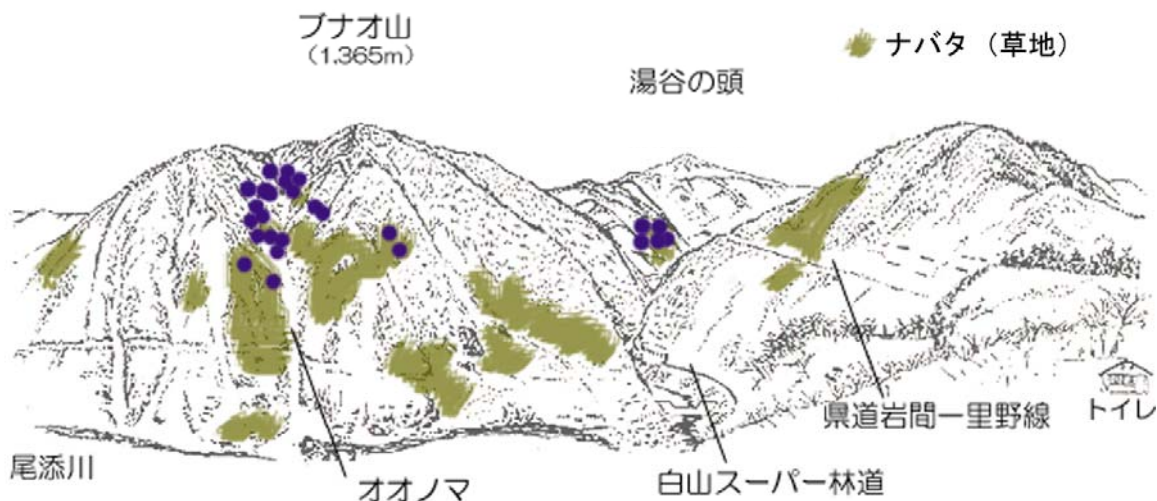 ブナオ山
（1,365m）
ナバタ（草地）
湯谷の頭
県道岩間一里野線
トイレ
尾添川
オオノマ
白山スーパー林道